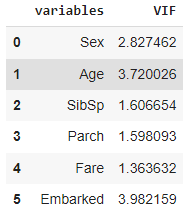 variables VIF
0 Sex 2.827462
1 Age 3.720026
2 SibSp 1.606654
3 Parch 1.598093
4 Fare 1.363632
5 Embarked 3.982159